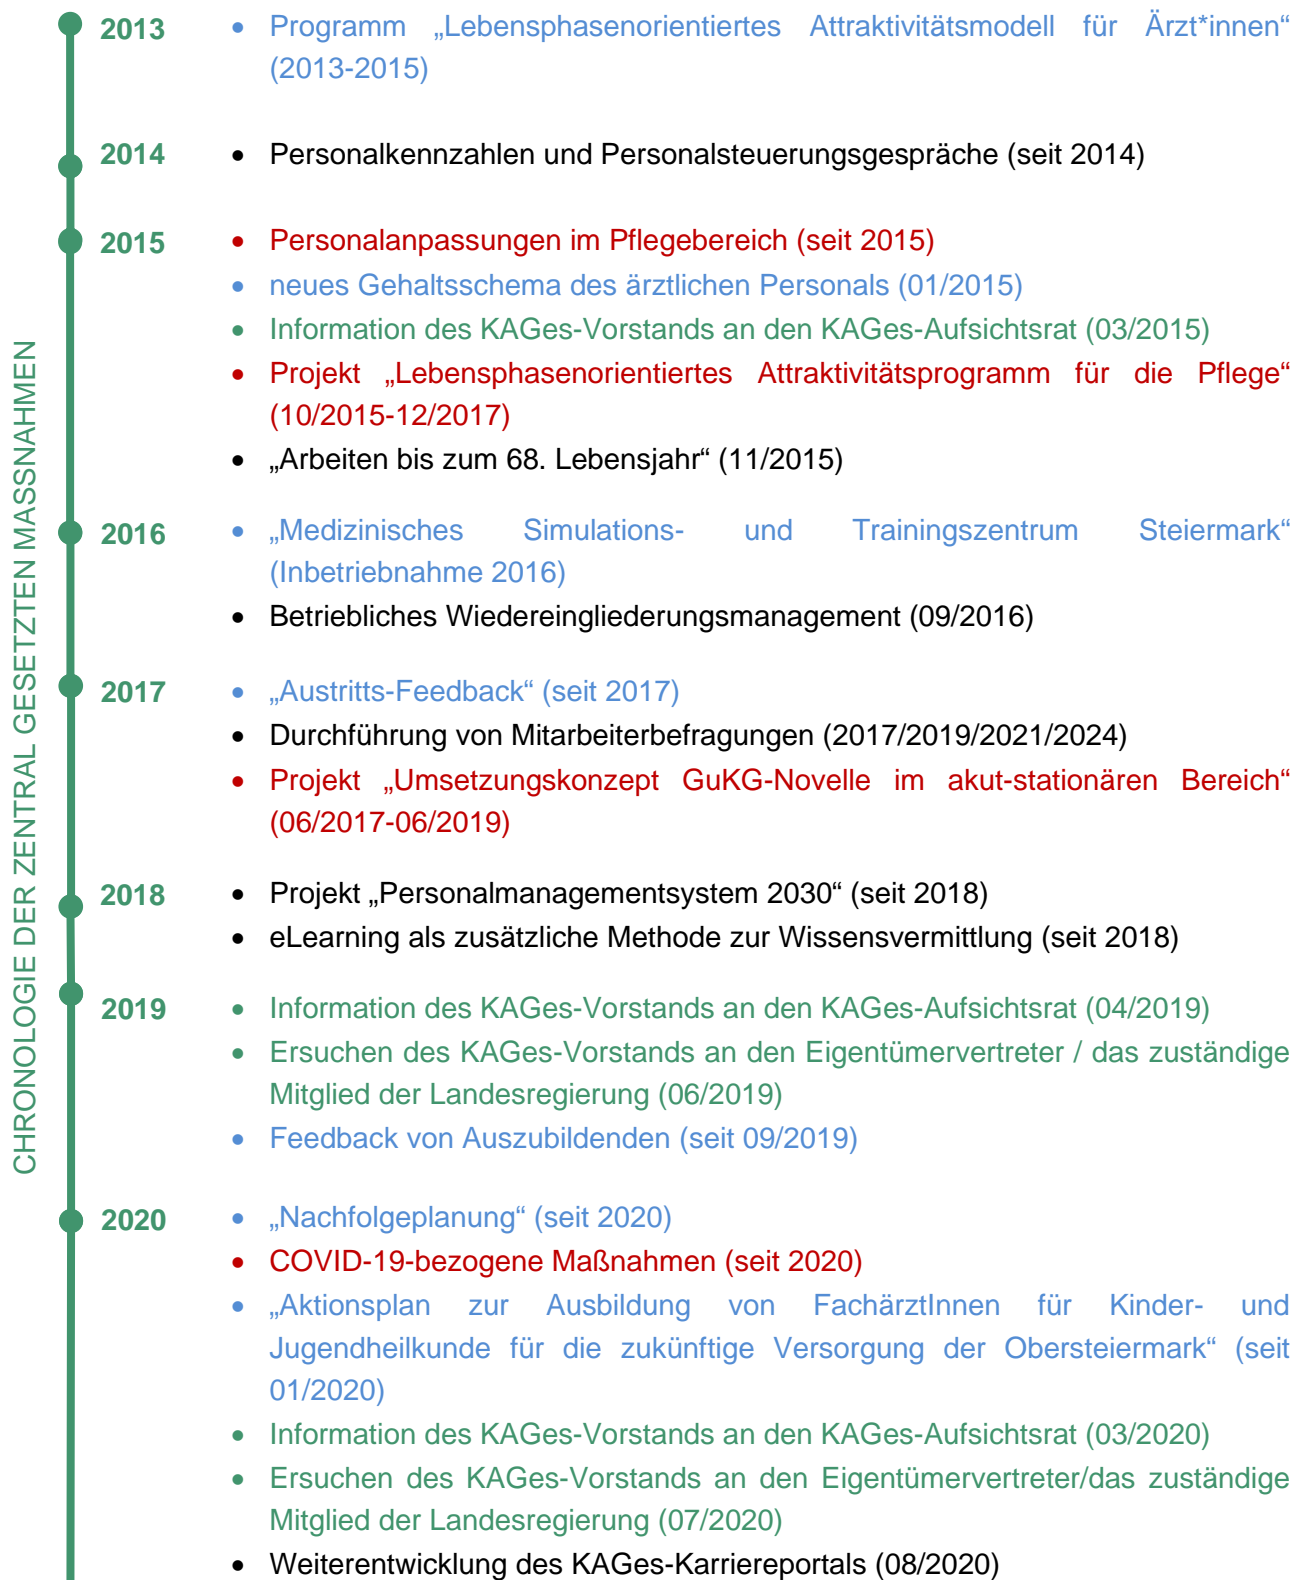 CHRONOLOGIE DER ZENTRAL GESETZTEN MASSNAHMEN
2013
• Programm „Lebensphasenorientiertes Attraktivitätsmodell für Ärzt*innen“
(2013-2015)
2014
• Personalkennzahlen und Personalsteuerungsgespräche (seit 2014)
2015
• Personalanpassungen im Pflegebereich (seit 2015)
• neues Gehaltsschema des ärztlichen Personals (01/2015)
• Information des KAGes-Vorstands an den KAGes-Aufsichtsrat (03/2015)
• Projekt „Lebensphasenorientiertes Attraktivitätsprogramm für die Pflege“
(10/2015-12/2017)
• „Arbeiten bis zum 68. Lebensjahr“ (11/2015)
2016
• „Medizinisches Simulations- und Trainingszentrum Steiermark“
(Inbetriebnahme 2016)
• Betriebliches Wiedereingliederungsmanagement (09/2016)
2017
• „Austritts-Feedback“ (seit 2017)
• Durchführung von Mitarbeiterbefragungen (2017/2019/2021/2024)
• Projekt „Umsetzungskonzept GuKG-Novelle im akut-stationären Bereich“
(06/2017-06/2019)
2018
• Projekt „Personalmanagementsystem 2030“ (seit 2018)
• eLearning als zusätzliche Methode zur Wissensvermittlung (seit 2018)
2019
• Information des KAGes-Vorstands an den KAGes-Aufsichtsrat (04/2019)
• Ersuchen des KAGes-Vorstands an den Eigentümervertreter / das zuständige
Mitglied der Landesregierung (06/2019)
• Feedback von Auszubildenden (seit 09/2019)
2020
• „Nachfolgeplanung“ (seit 2020)
• COVID-19-bezogene Maßnahmen (seit 2020)
• „Aktionsplan zur Ausbildung von FachärztInnen für Kinder- und
Jugendheilkunde für die zukünftige Versorgung der Obersteiermark“ (seit
01/2020)
• Information des KAGes-Vorstands an den KAGes-Aufsichtsrat (03/2020)
• Ersuchen des KAGes-Vorstands an den Eigentümervertreter/das zuständige
Mitglied der Landesregierung (07/2020)
• Weiterentwicklung des KAGes-Karriereportals (08/2020)